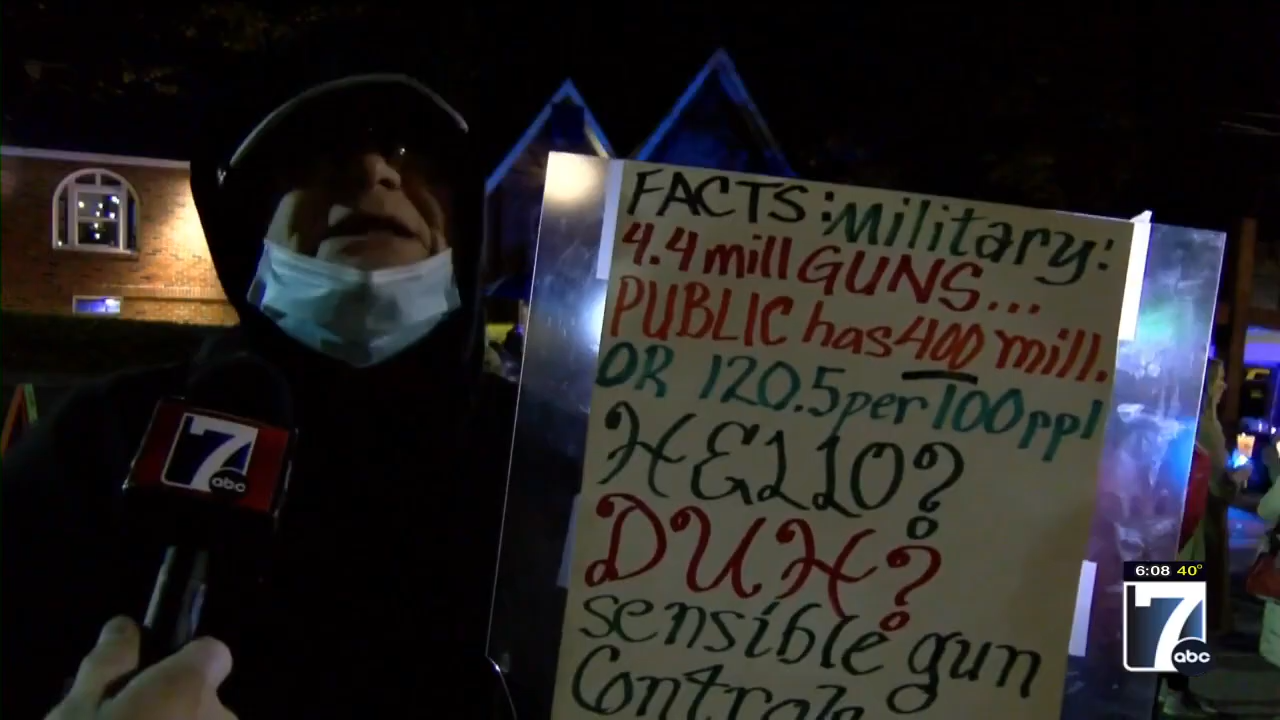 FACTS: Military:
4.4 mill GUNS...
PUBLIC has 400 mill.
OR 120.5 per 100 ppl
HELLO?
DUH?
sensible gun
Control
7
abc
6:08 40°
7
abc